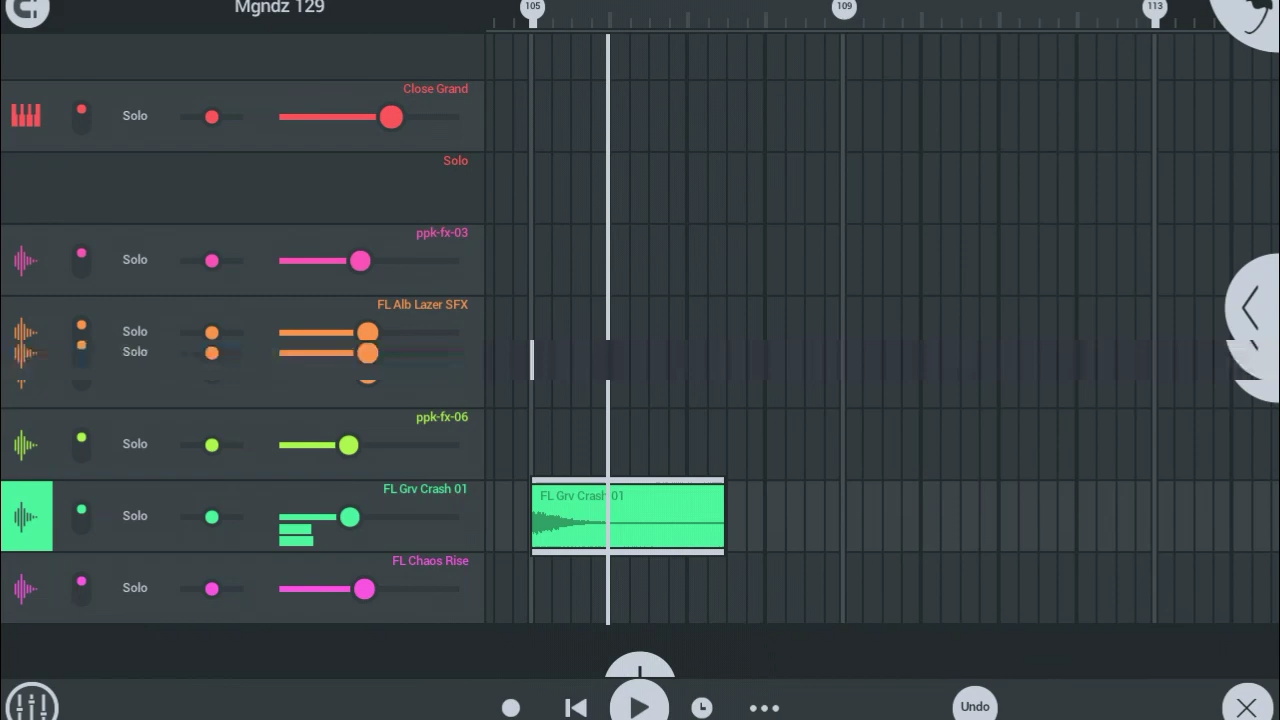 Mgndz 129
105
109
113
Close Grand
Solo
Solo
ppk-fx-03
Solo
FL Alb Lazer SFX
Solo
Solo
ppk-fx-06
Solo
FL Grv Crash 01
FL Grv Crash 01
Solo
FL Chaos Rise
Solo
Undo